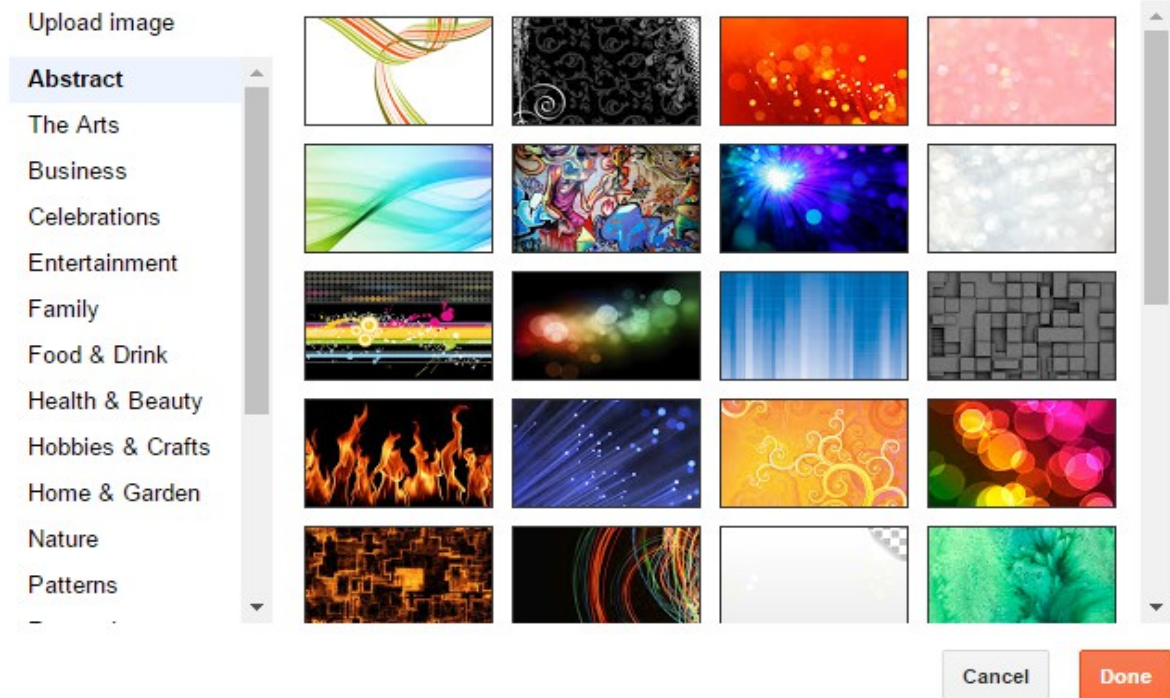 Upload image
Abstract
The Arts
Business
Celebrations
Entertainment
Family
Food & Drink
Health & Beauty
Hobbies & Crafts
Home & Garden
Nature
Patterns
Cancel
Done